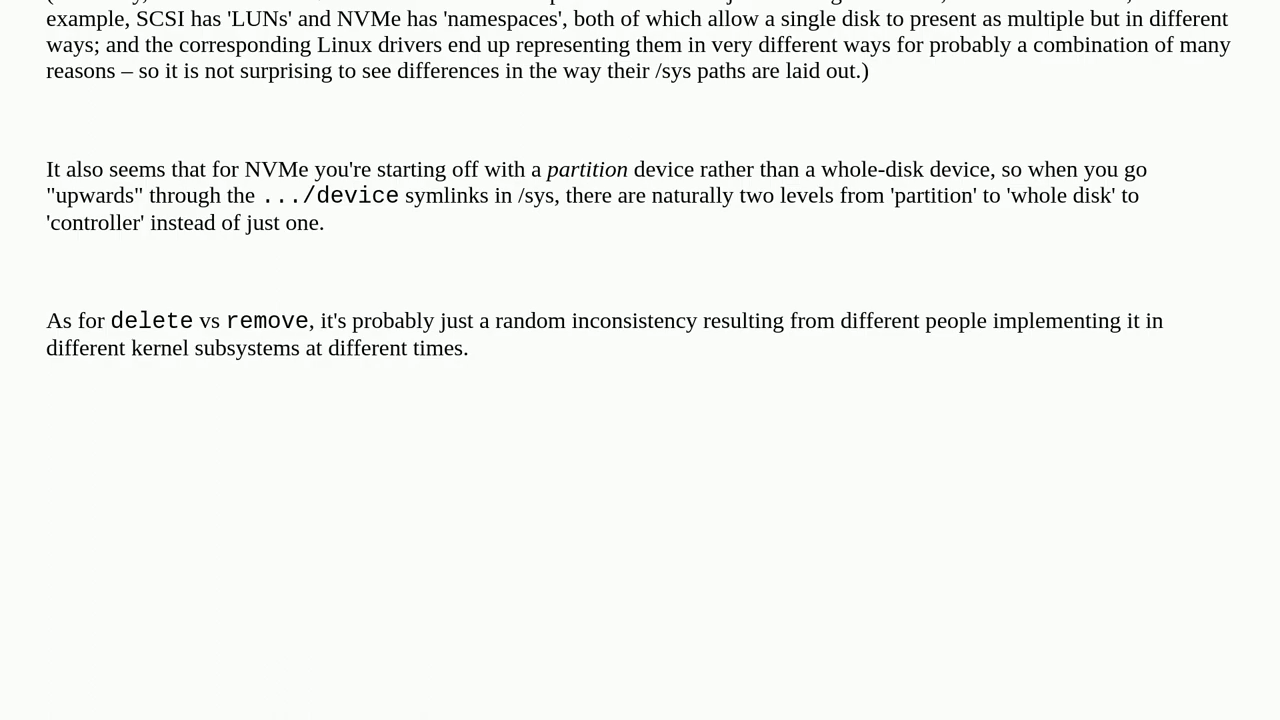 example, SCSI has 'LUNs' and NVMe has 'namespaces', both of which allow a single disk to present as multiple but in different
ways; and the corresponding Linux drivers end up representing them in very different ways for probably a combination of many
reasons – so it is not surprising to see differences in the way their /sys paths are laid out.)
It also seems that for NVMe you're starting off with a partition device rather than a whole-disk device, so when you go
"upwards" through the .../device symlinks in /sys, there are naturally two levels from 'partition' to 'whole disk' to
'controller' instead of just one.
As for delete vs remove, it's probably just a random inconsistency resulting from different people implementing it in
different kernel subsystems at different times.